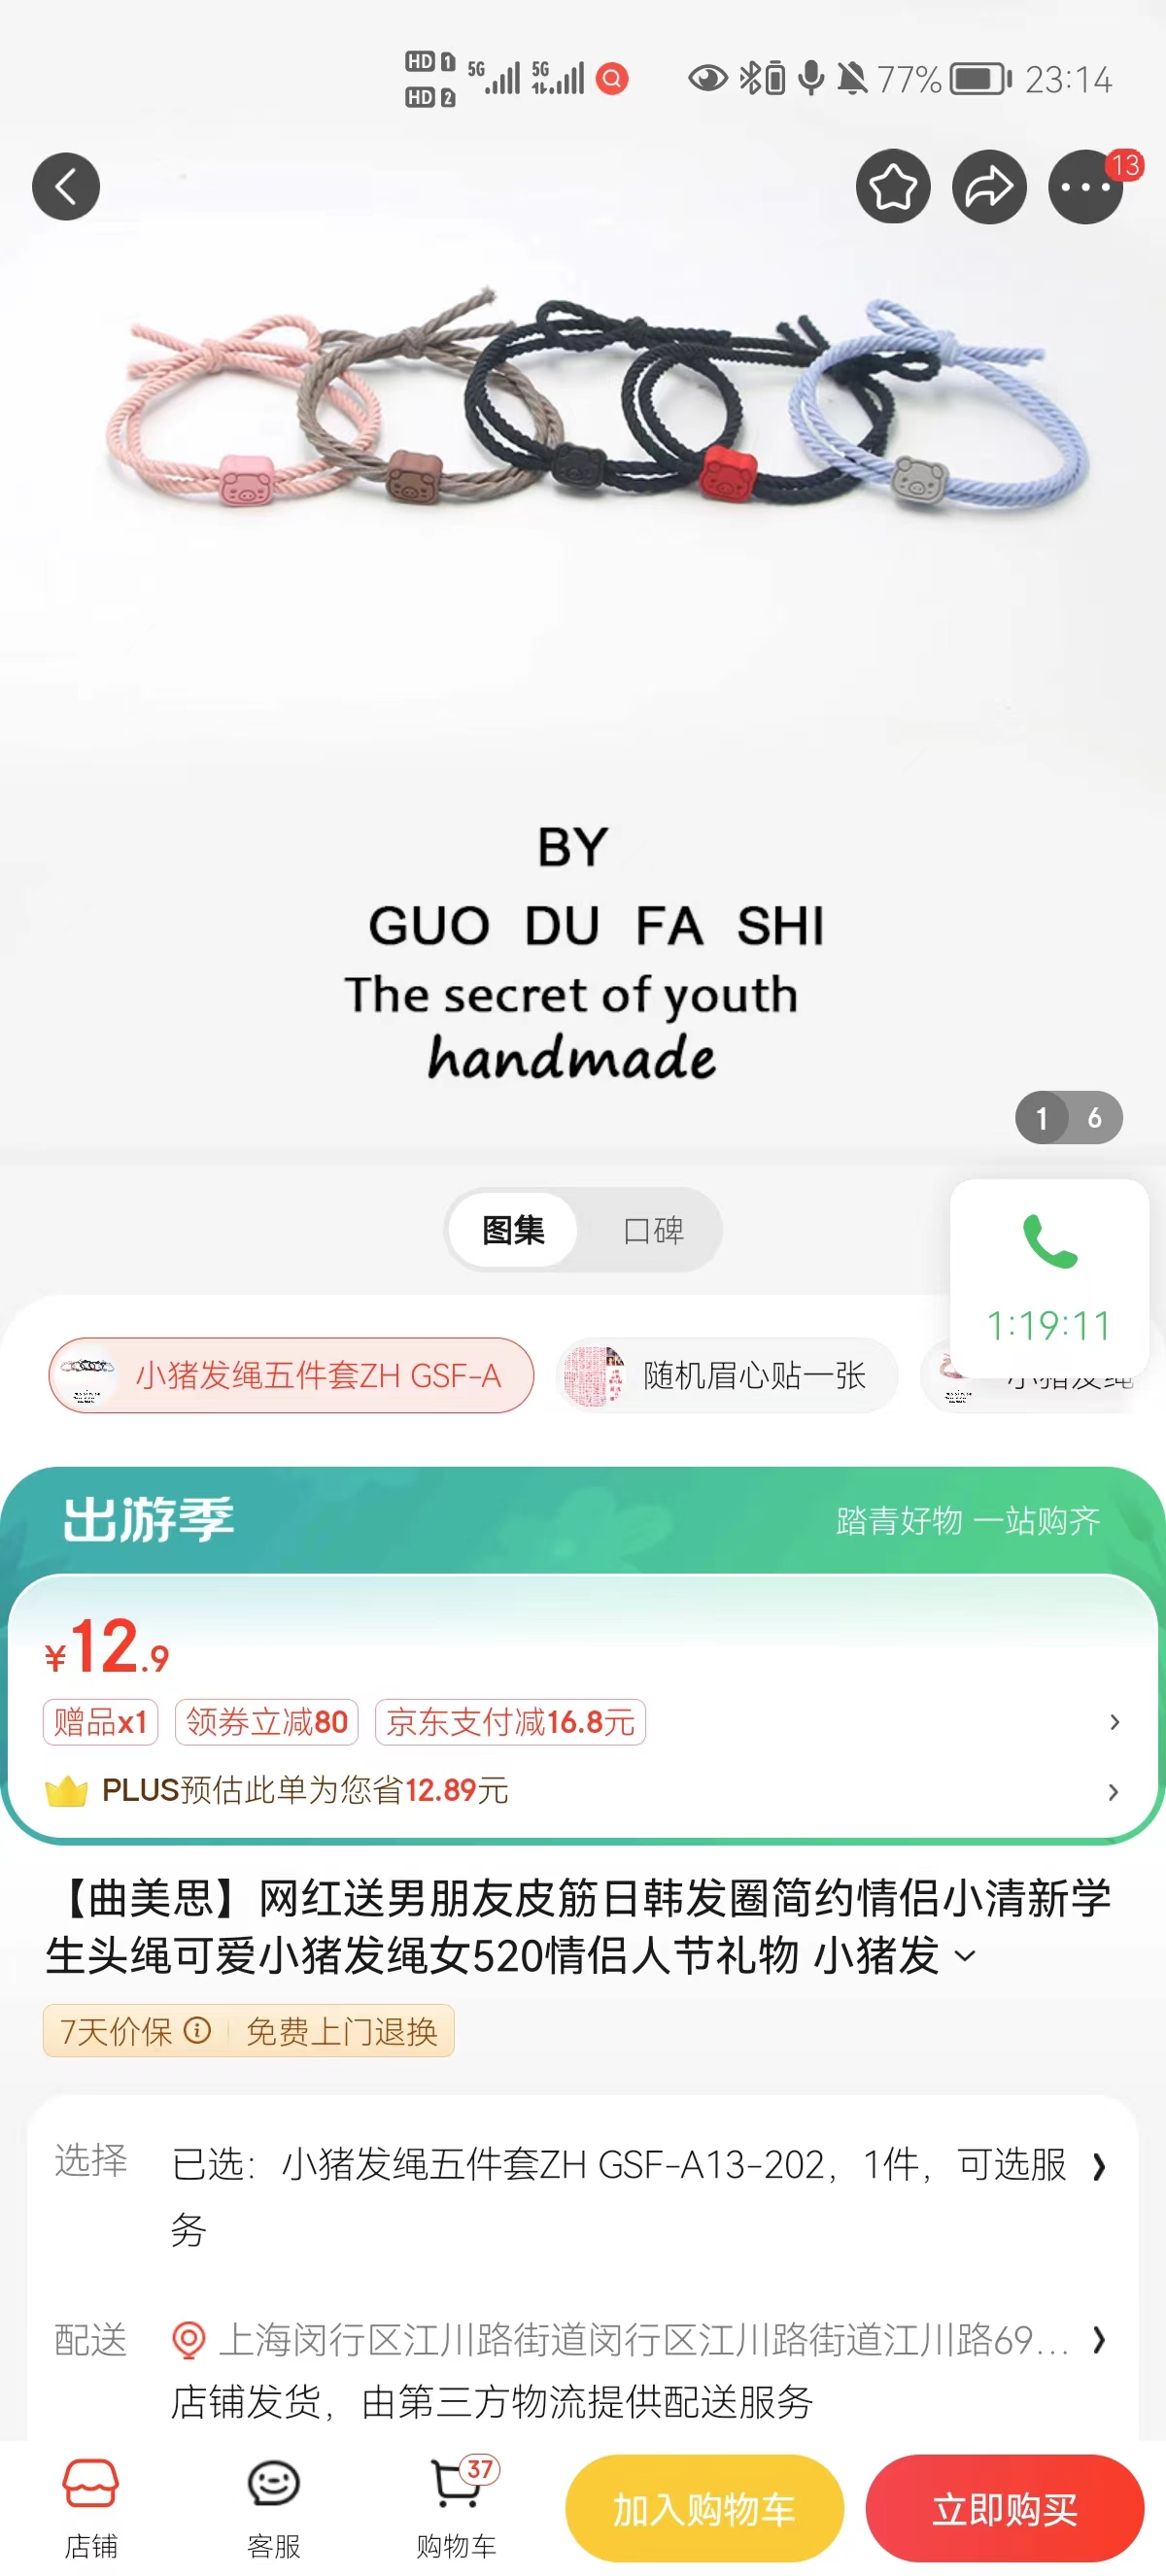 HD 1 5G 5G 77% 23:14
HD 2
13
BY
GUO DU FA SHI
The secret of youth
handmade
1 6
图集 口碑
1:19:11
小猪发绳五件套ZH GSF-A 随机眉心贴一张 小猪发绳
出游季 踏青好物 一站购齐
¥12.9
赠品x1 领券立减80 京东支付减16.8元
PLUS预估此单为您省12.89元
【曲美思】网红送男朋友皮筋日韩发圈简约情侣小清新学
生头绳可爱小猪发绳女520情侣人节礼物 小猪发
7天价保 免费上门退换
选择 已选：小猪发绳五件套ZH GSF-A13-202，1件，可选服
务
配送 上海闵行区江川路街道闵行区江川路街道江川路69...
店铺发货，由第三方物流提供配送服务
37
店铺 客服 购物车 加入购物车 立即购买